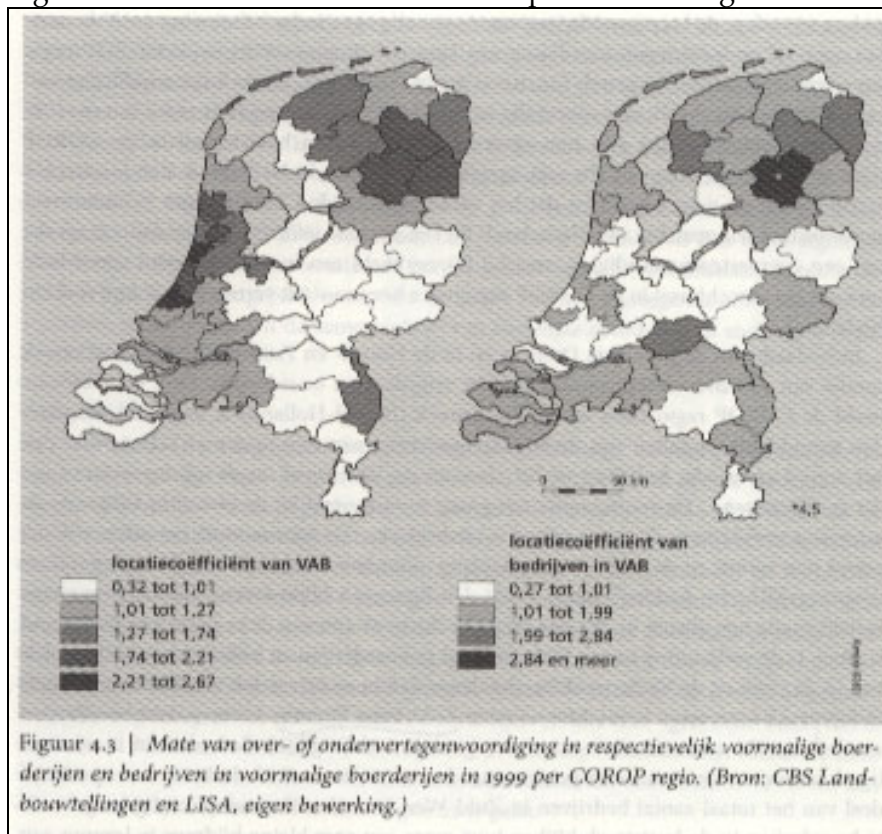 0 50 km
*4,5
locatiecoëfficiënt van VAB
0,32 tot 1,01
1,01 tot 1,27
1,27 tot 1,74
1,74 tot 2,21
2,21 tot 2,67
locatiecoëfficiënt van
bedrijven in VAB
0,27 tot 1,01
1,01 tot 1,99
1,99 tot 2,84
2,84 en meer
Figuur 4.3 | Mate van over- of ondervertegenwoordiging in respectievelijk voormalige boer-
derijen en bedrijven in voormalige boerderijen in 1999 per COROP regio. (Bron: CBS Land-
bouwtellingen en LISA, eigen bewerking.)